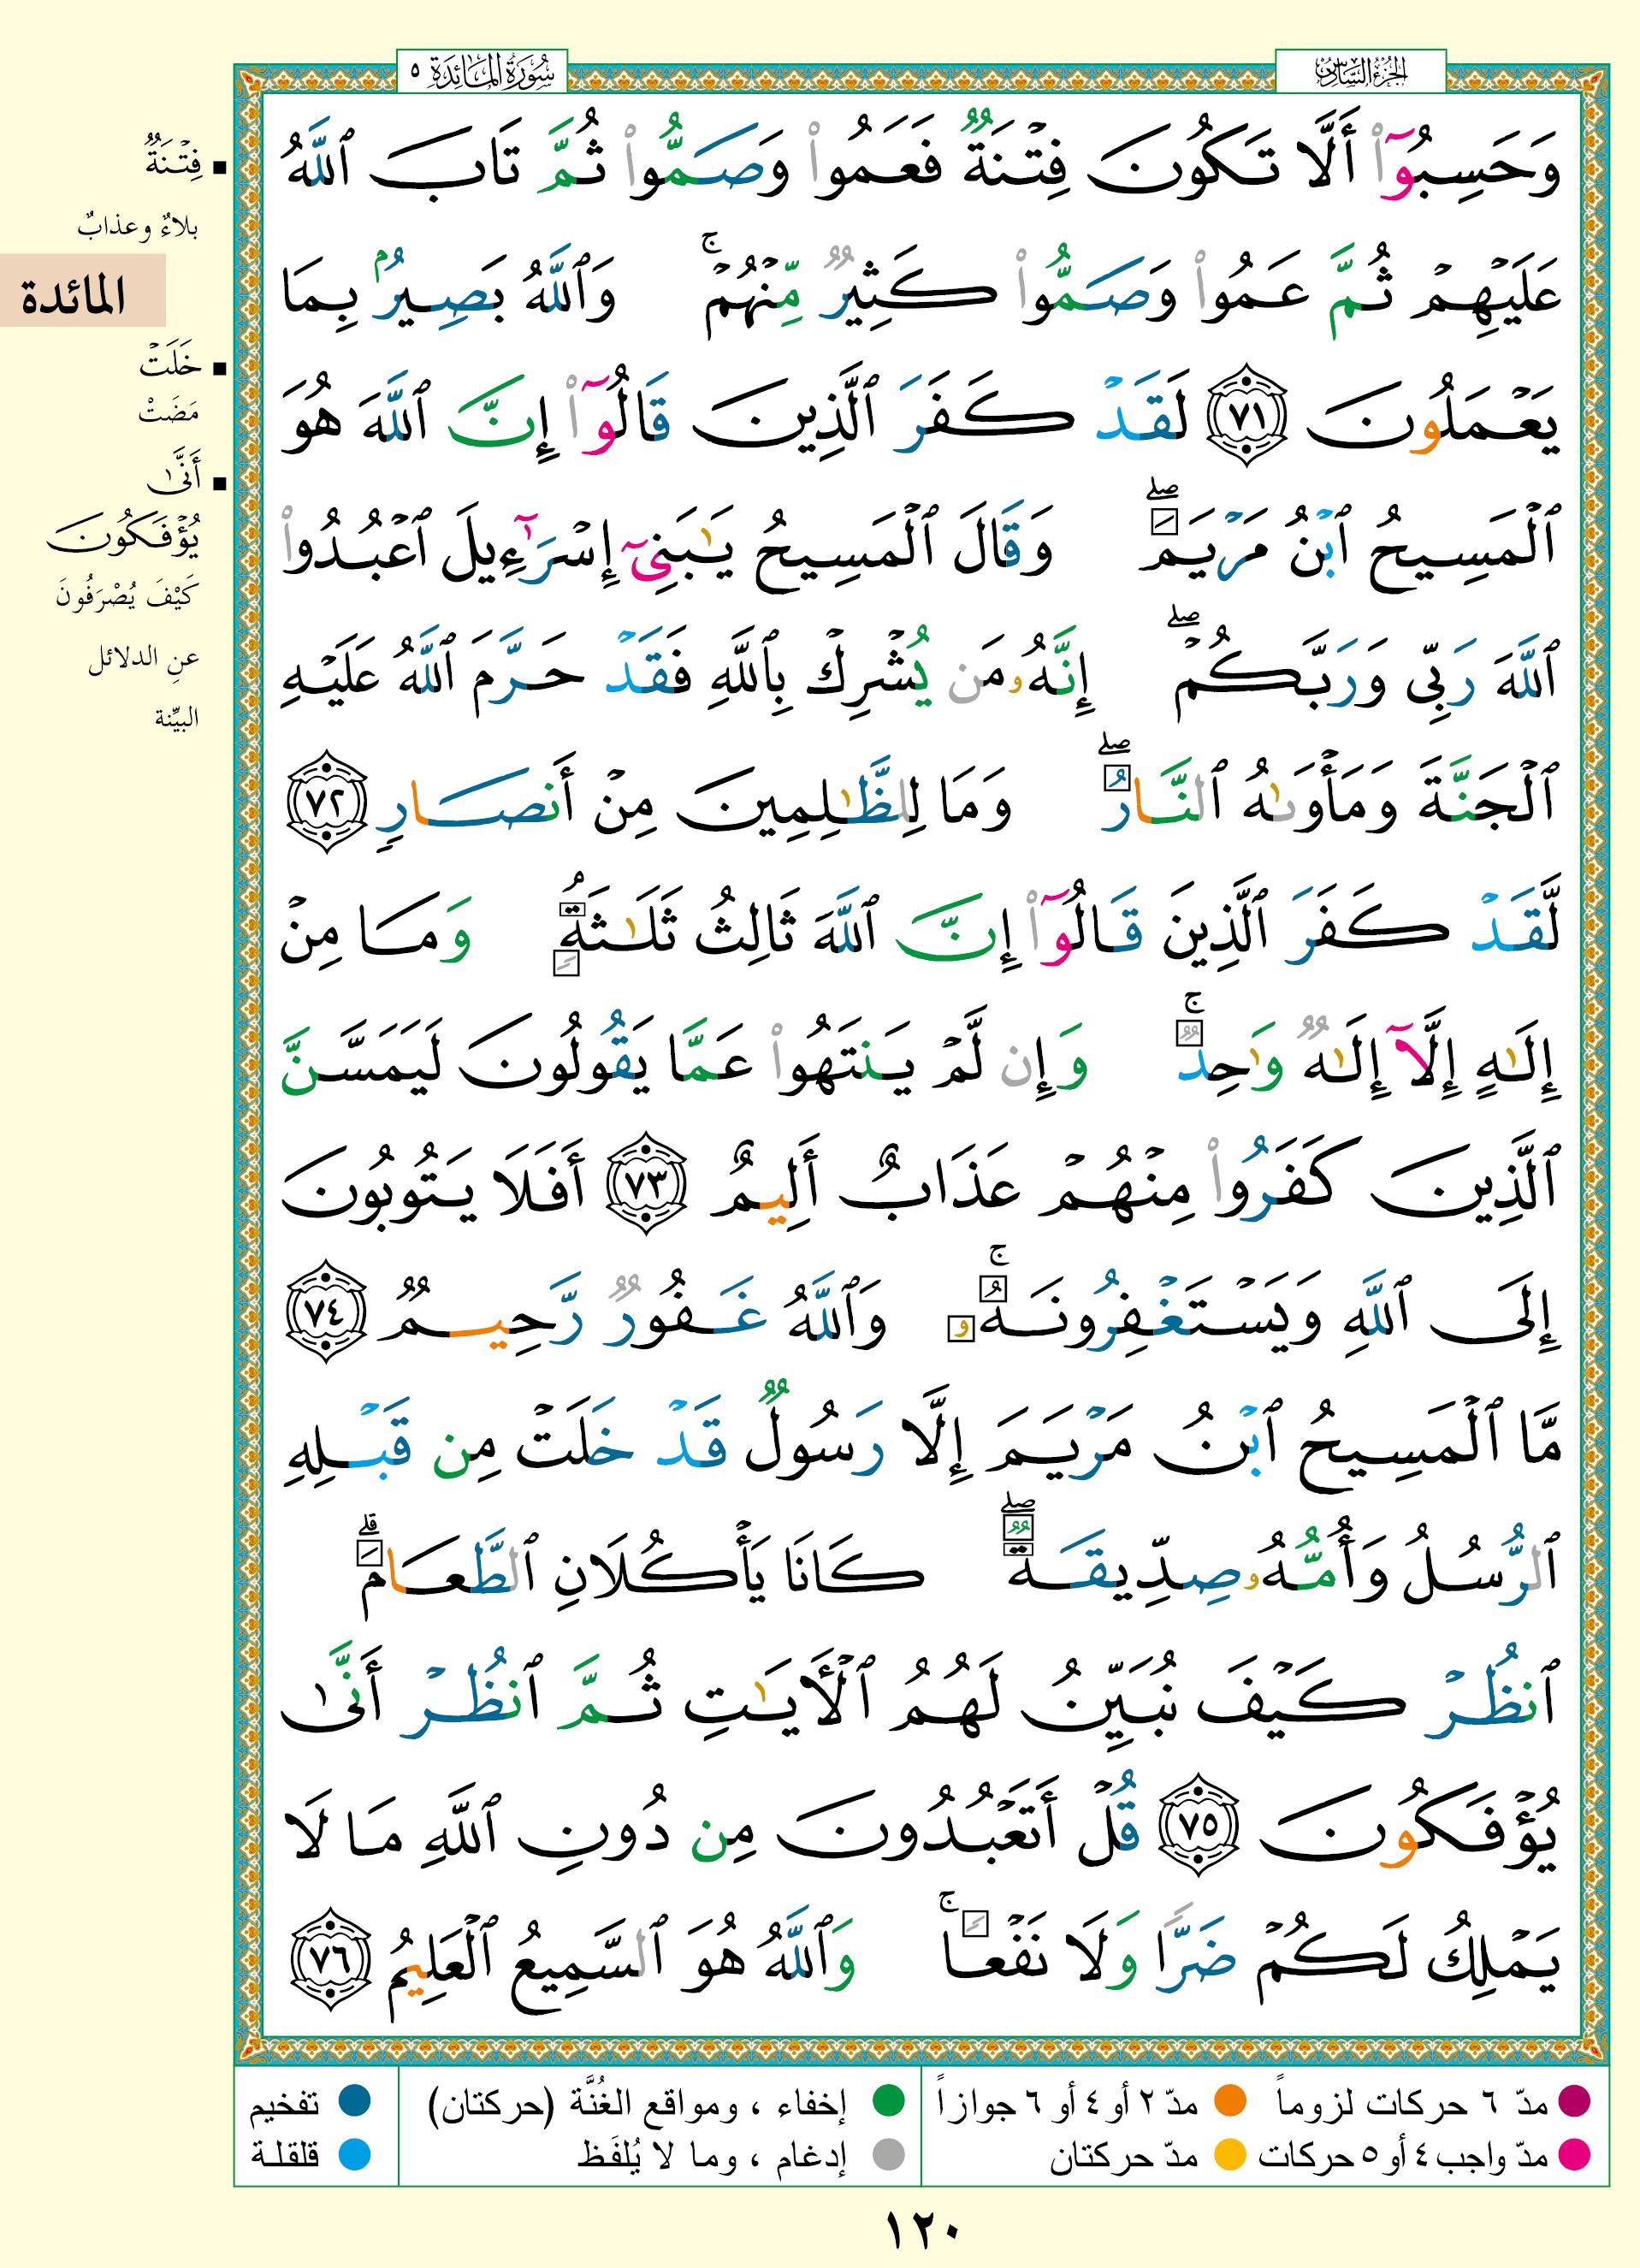 الجزء السادس
سورة المائدة ٥
وَحَسِبُوٓا۟ أَلَّا تَكُونَ فِتْنَةٌ فَعَمُوا۟ وَصَمُّوا۟ ثُمَّ تَابَ ٱللَّهُ
عَلَيْهِمْ ثُمَّ عَمُوا۟ وَصَمُّوا۟ كَثِيرٌ مِّنْهُمْ ۚ وَٱللَّهُ بَصِيرٌۢ بِمَا
يَعْمَلُونَ ٧١ لَقَدْ كَفَرَ ٱلَّذِينَ قَالُوٓا۟ إِنَّ ٱللَّهَ هُوَ
ٱلْمَسِيحُ ٱبْنُ مَرْيَمَ ۖ وَقَالَ ٱلْمَسِيحُ يَٰبَنِىٓ إِسْرَٰٓءِيلَ ٱعْبُدُوا۟
ٱللَّهَ رَبِّى وَرَبَّكُمْ ۖ إِنَّهُۥ مَن يُشْرِكْ بِٱللَّهِ فَقَدْ حَرَّمَ ٱللَّهُ عَلَيْهِ
ٱلْجَنَّةَ وَمَأْوَىٰهُ ٱلنَّارُ ۖ وَمَا لِلظَّٰلِمِينَ مِنْ أَنصَارٍ ٧٢
لَّقَدْ كَفَرَ ٱلَّذِينَ قَالُوٓا۟ إِنَّ ٱللَّهَ ثَالِثُ ثَلَٰثَةٍ ۘ وَمَا مِنْ
إِلَٰهٍ إِلَّآ إِلَٰهٌ وَٰحِدٌ ۚ وَإِن لَّمْ يَنتَهُوا۟ عَمَّا يَقُولُونَ لَيَمَسَّنَّ
ٱلَّذِينَ كَفَرُوا۟ مِنْهُمْ عَذَابٌ أَلِيمٌ ٧٣ أَفَلَا يَتُوبُونَ
إِلَى ٱللَّهِ وَيَسْتَغْفِرُونَهُۥ ۚ وَٱللَّهُ غَفُورٌ رَّحِيمٌ ٧٤
مَّا ٱلْمَسِيحُ ٱبْنُ مَرْيَمَ إِلَّا رَسُولٌ قَدْ خَلَتْ مِن قَبْلِهِ
ٱلرُّسُلُ وَأُمُّهُۥ صِدِّيقَةٌ ۖ كَانَا يَأْكُلَانِ ٱلطَّعَامَ ۗ
ٱنظُرْ كَيْفَ نُبَيِّنُ لَهُمُ ٱلْـَٔايَٰتِ ثُمَّ ٱنظُرْ أَنَّىٰ
يُؤْفَكُونَ ٧٥ قُلْ أَتَعْبُدُونَ مِن دُونِ ٱللَّهِ مَا لَا
يَمْلِكُ لَكُمْ ضَرًّا وَلَا نَفْعًا ۚ وَٱللَّهُ هُوَ ٱلسَّمِيعُ ٱلْعَلِيمُ ٧٦
فِتْنَةٌ
بلاءٌ وعذابٌ
المائدة
خَلَتْ
مَضَتْ
أَنَّىٰ
يُؤْفَكُونَ
كَيْفَ يُصْرَفُونَ
عنِ الدلائل
البيِّنة
مدّ ٦ حركات لزوماً
مدّ ٢ أو ٤ أو ٦ جوازاً
إخفاء ، ومواقع الغُنَّة (حركتان)
تفخيم
مدّ واجب ٤ أو ٥ حركات
مدّ حركتان
إدغام ، وما لا يُلفَظ
قلقلة
١٢٠